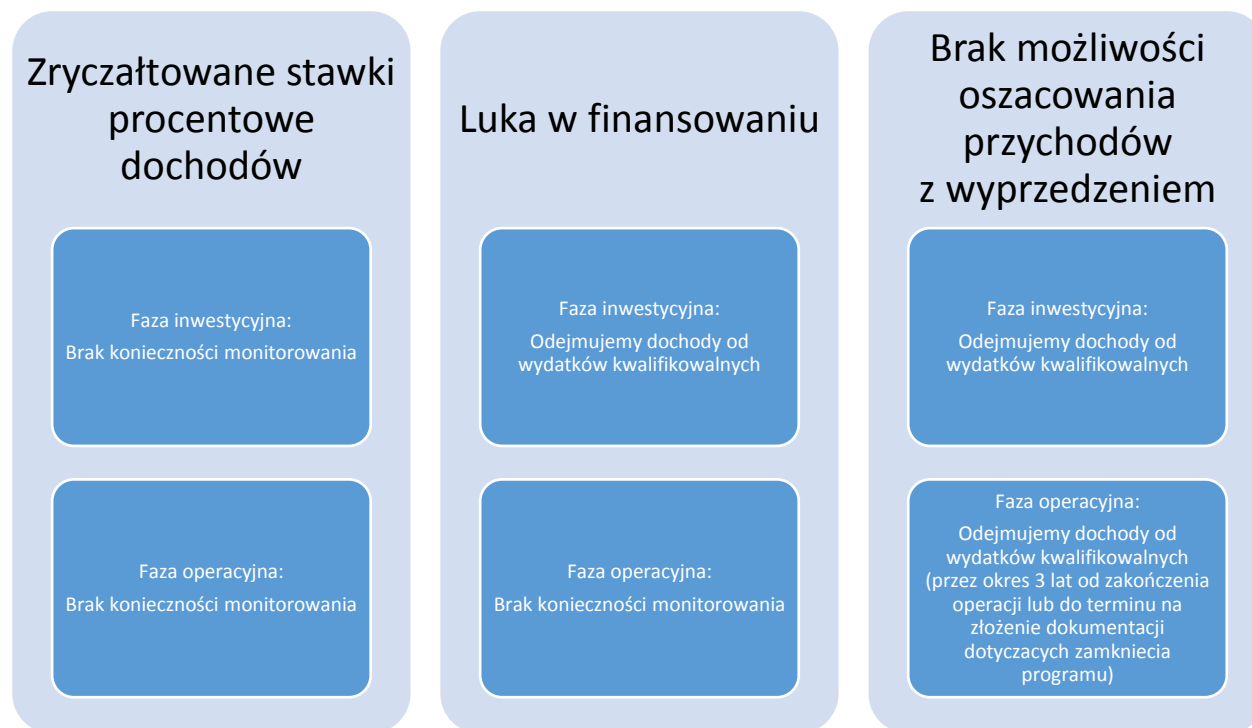 Zryczałtowane stawki
procentowe
dochodów
Faza inwestycyjna:
Brak konieczności monitorowania
Faza operacyjna:
Brak konieczności monitorowania
Luka w finansowaniu
Faza inwestycyjna:
Odejmujemy dochody od
wydatków kwalifikowalnych
Faza operacyjna:
Brak konieczności monitorowania
Brak możliwości
oszacowania
przychodów
z wyprzedzeniem
Faza inwestycyjna:
Odejmujemy dochody od
wydatków kwalifikowalnych
Faza operacyjna:
Odejmujemy dochody od
wydatków kwalifikowalnych
(przez okres 3 lat od zakończenia
operacji lub do terminu na
złożenie dokumentacji
dotyczacych zamkniecia
programu)